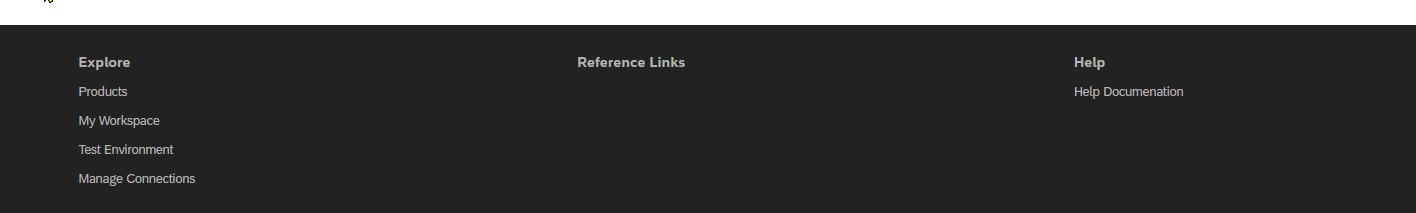 Explore
Products
My Workspace
Test Environment
Manage Connections
Reference Links
Help
Help Documenation